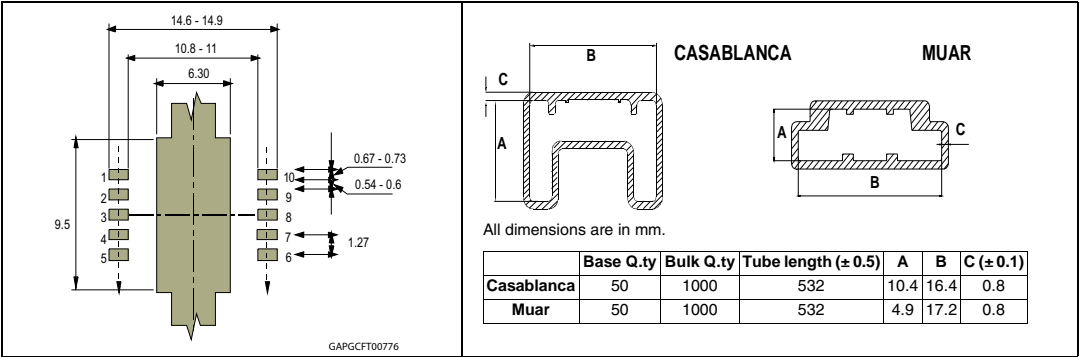 14.6 - 14.9
10.8 - 11
6.30
9.5
1
2
3
4
5
10
9
8
7
6
0.67 - 0.73
0.54 - 0.6
1.27
GAPGCFT00776
CASABLANCA
MUAR
B
C
A
A
C
B
All dimensions are in mm.
Base Q.ty Bulk Q.ty Tube length (± 0.5) A B C (± 0.1)
Casablanca 50 1000 532 10.4 16.4 0.8
Muar 50 1000 532 4.9 17.2 0.8